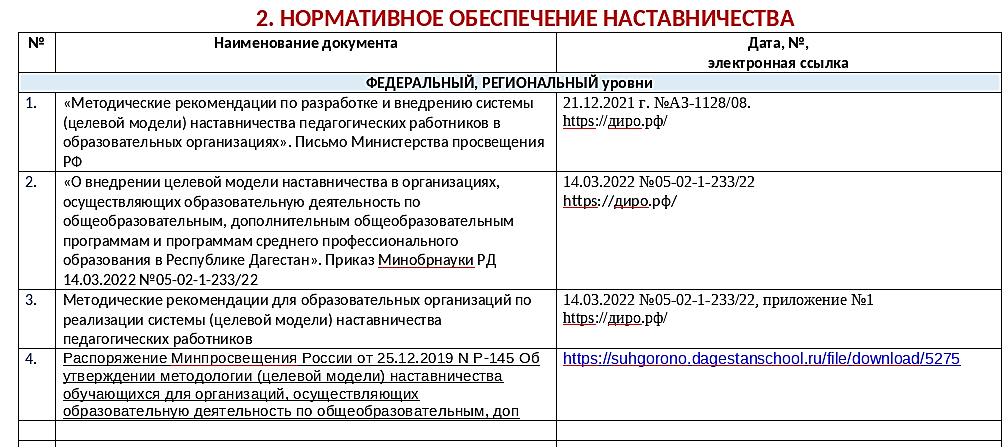 2. НОРМАТИВНОЕ ОБЕСПЕЧЕНИЕ НАСТАВНИЧЕСТВА
№
Наименование документа
Дата, №,
электронная ссылка
ФЕДЕРАЛЬНЫЙ, РЕГИОНАЛЬНЫЙ уровни
1.
«Методические рекомендации по разработке и внедрению системы
(целевой модели) наставничества педагогических работников в
образовательных организациях». Письмо Министерства просвещения
РФ
21.12.2021 г. №АЗ-1128/08.
https://диро.рф/
2.
«О внедрении целевой модели наставничества в организациях,
осуществляющих образовательную деятельность по
общеобразовательным, дополнительным общеобразовательным
программам и программам среднего профессионального
образования в Республике Дагестан». Приказ Минобрнауки РД
14.03.2022 №05-02-1-233/22
14.03.2022 №05-02-1-233/22
https://диро.рф/
3.
Методические рекомендации для образовательных организаций по
реализации системы (целевой модели) наставничества
педагогических работников
14.03.2022 №05-02-1-233/22, приложение №1
https://диро.рф/
4.
Распоряжение Минпросвещения России от 25.12.2019 N Р-145 Об
утверждении методологии (целевой модели) наставничества
обучающихся для организаций, осуществляющих
образовательную деятельность по общеобразовательным, доп
https://suhgorono.dagestanschool.ru/file/download/5275